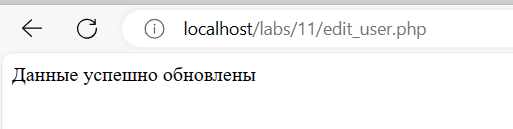 localhost/labs/11/edit_user.php
Данные успешно обновлены